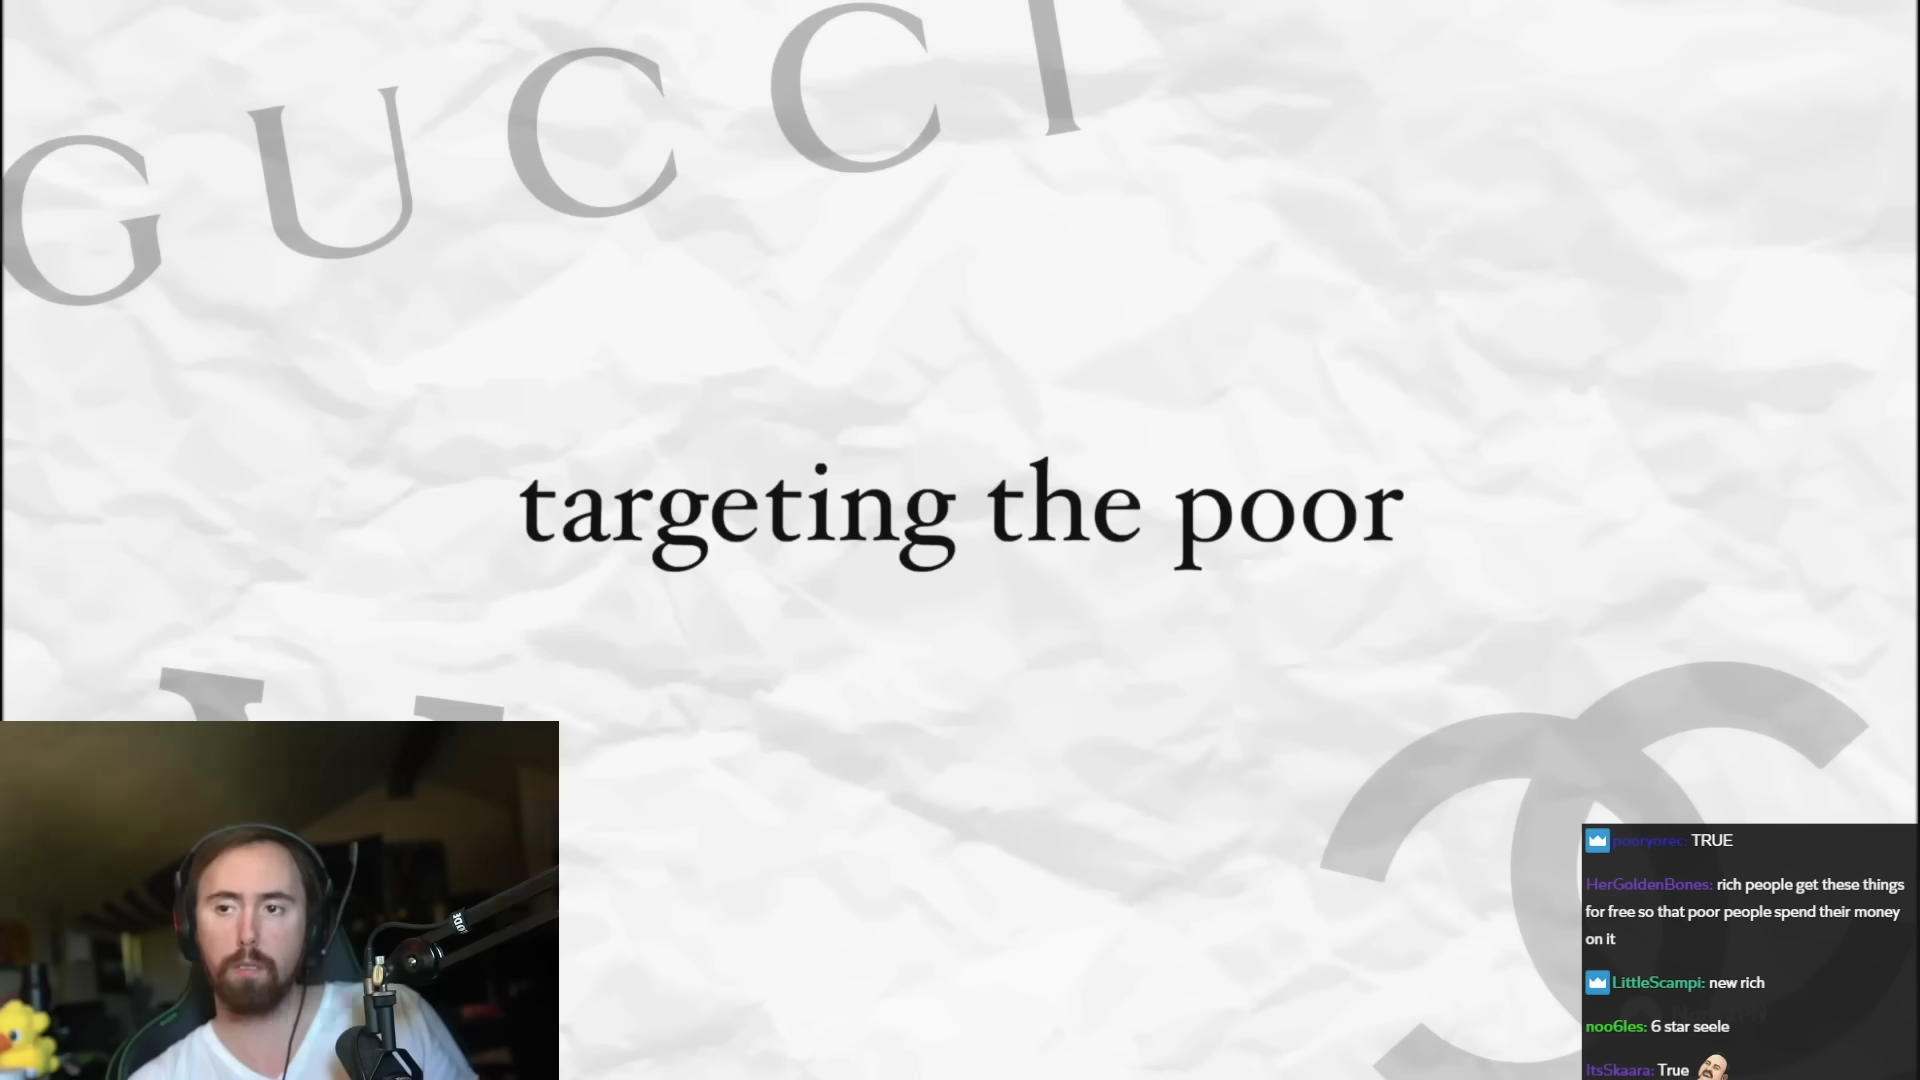 GUCCI
targeting the poor
pooryorec: TRUE
HerGoldenBones: rich people get these things
for free so that poor people spend their money
on it
LittleScampi: new rich
noo6les: 6 star seele
ItsSkaara: True